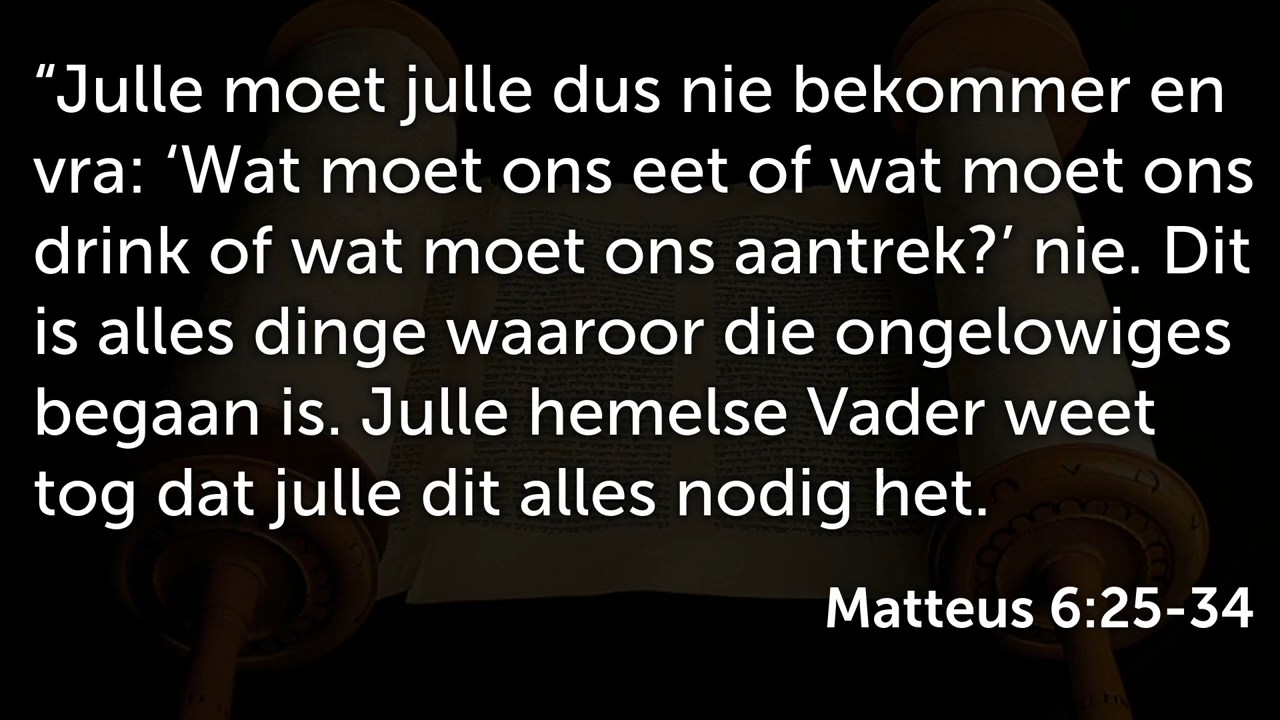 “Julle moet julle dus nie bekommer en
vra: ‘Wat moet ons eet of wat moet ons
drink of wat moet ons aantrek?’ nie. Dit
is alles dinge waaroor die ongelowiges
begaan is. Julle hemelse Vader weet
tog dat julle dit alles nodig het.
Matteus 6:25-34